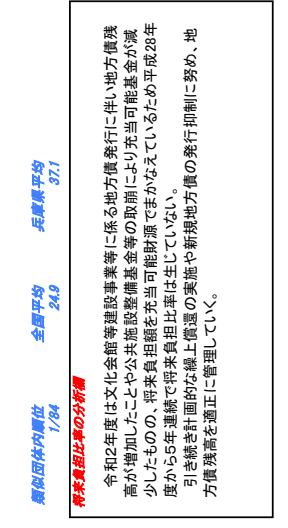 類似団体内順位 全国平均 兵庫県平均
1/84 24.9 37.1
将来負担比率の分析欄
令和2年度は文化会館等建設事業等に係る地方債発行に伴い地方債残
高が増加したことや公共施設整備基金等の取崩により充当可能基金が減
少したものの、将来負担額を充当可能財源でまかなえているため平成28年
度から5年連続で将来負担比率は生じていない。
引き続き計画的な繰上償還の実施や新規地方債の発行抑制に努め、地
方債残高を適正に管理していく。